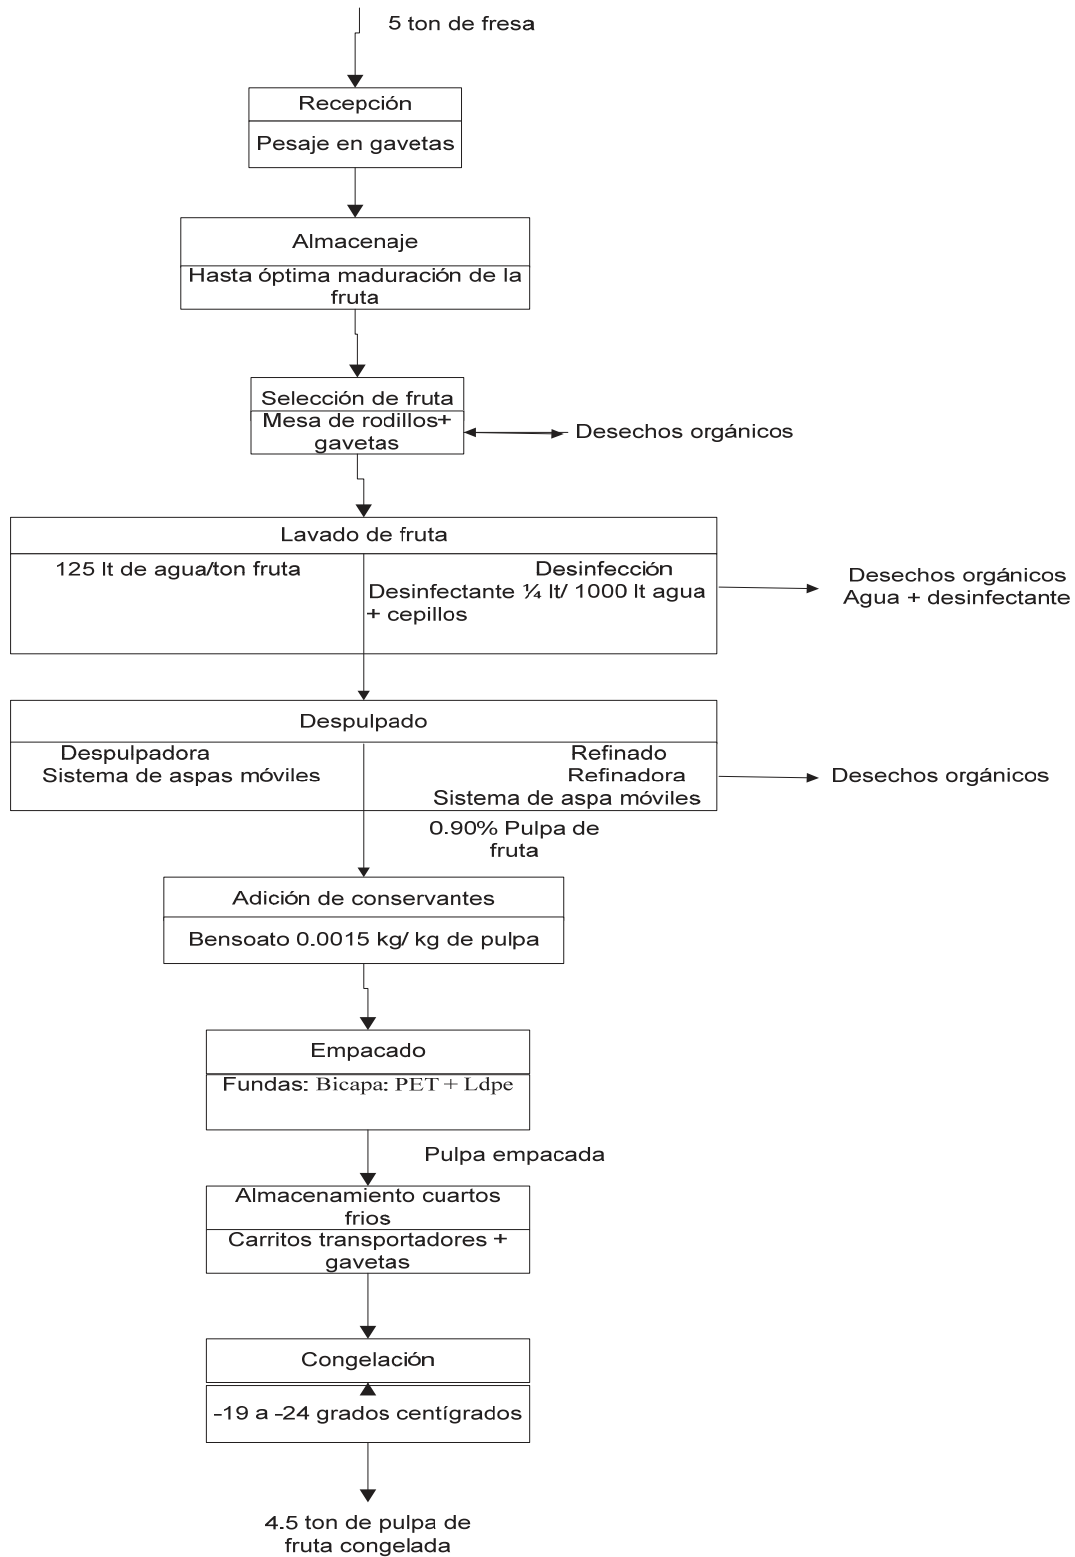 5 ton de fresa
Recepción
Pesaje en gavetas
Almacenaje
Hasta óptima maduración de la
fruta
Selección de fruta
Mesa de rodillos+
gavetas
Desechos orgánicos
Lavado de fruta
125 lt de agua/ton fruta
Desinfección
Desinfectante ¼ lt/ 1000 lt agua
+ cepillos
Desechos orgánicos
Agua + desinfectante
Despulpado
Despulpadora
Sistema de aspas móviles
Refinado
Refinadora
Sistema de aspa móviles
Desechos orgánicos
0.90% Pulpa de
fruta
Adición de conservantes
Bensoato 0.0015 kg/ kg de pulpa
Empacado
Fundas: Bicapa: PET + Ldpe
Pulpa empacada
Almacenamiento cuartos
frios
Carritos transportadores +
gavetas
Congelación
-19 a -24 grados centígrados
4.5 ton de pulpa de
fruta congelada